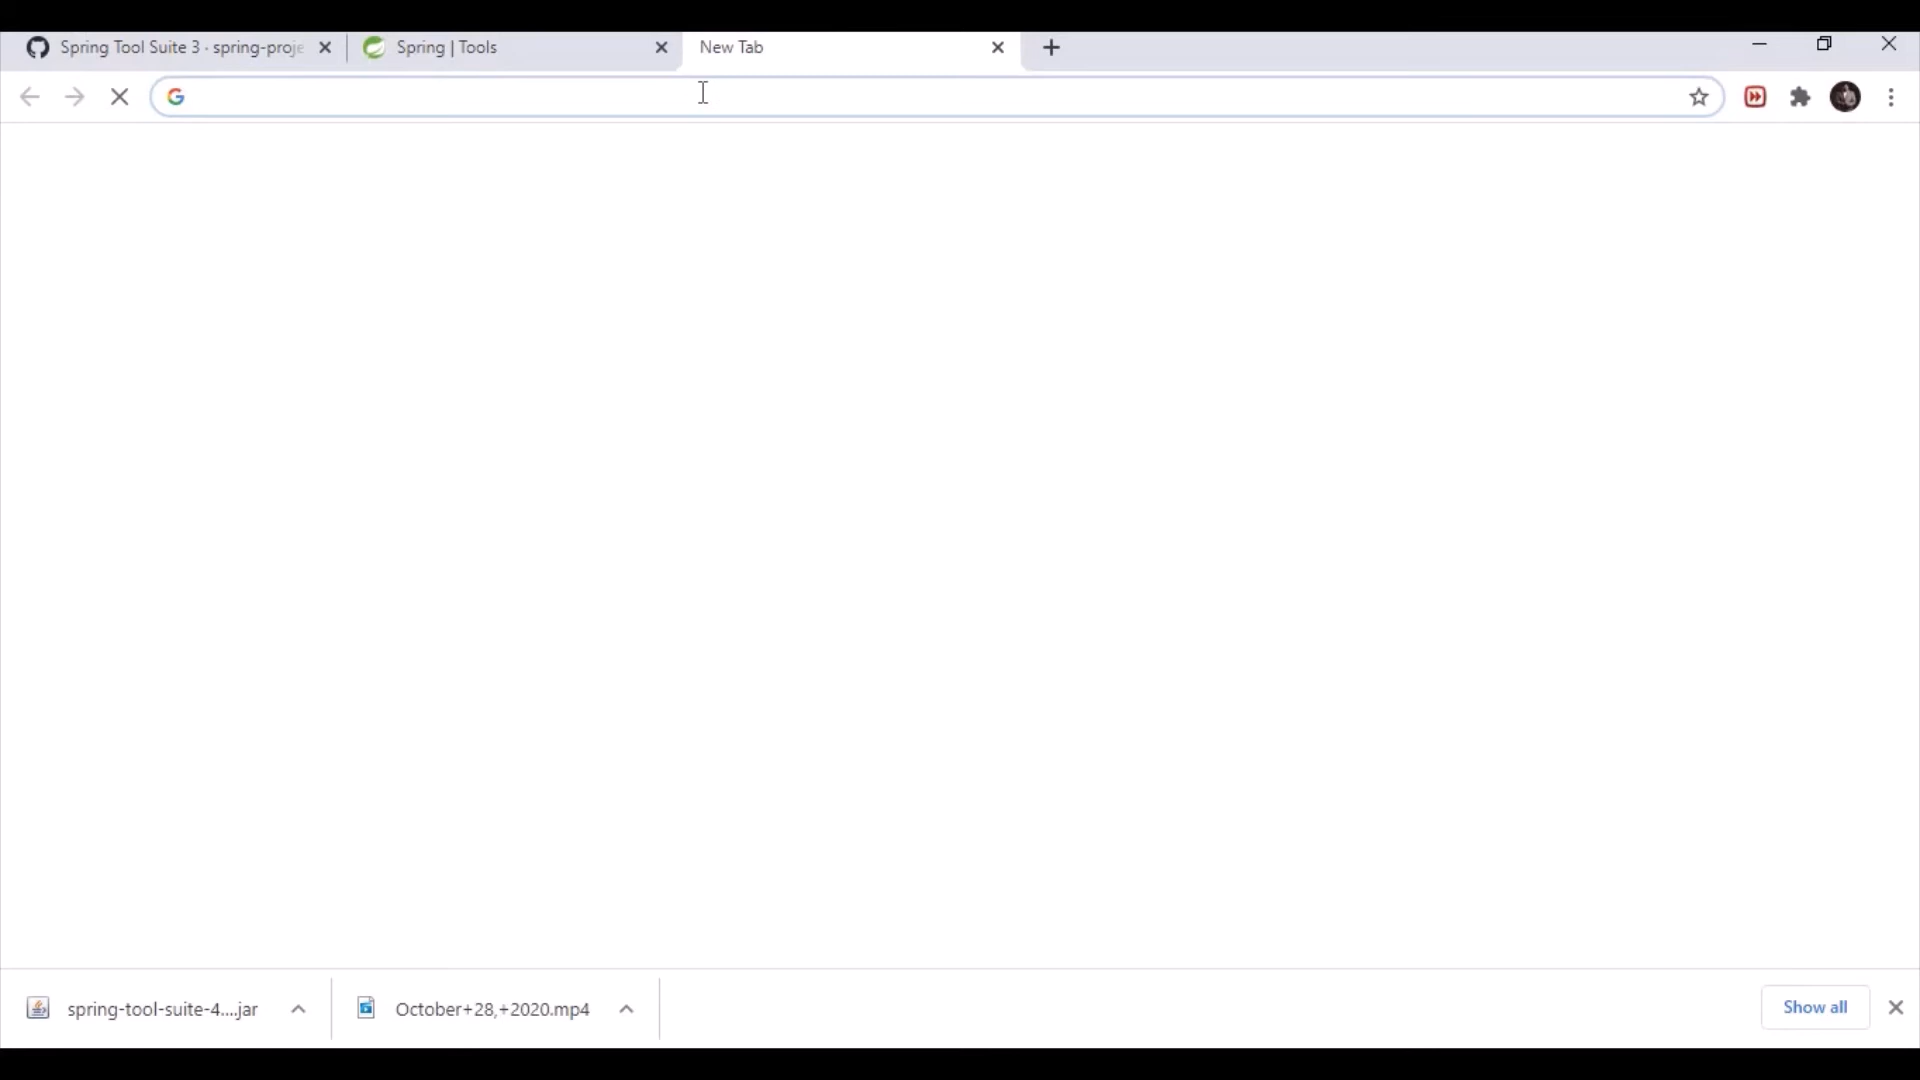 Spring Tool Suite 3 · spring-proje
Spring | Tools
New Tab
spring-tool-suite-4....jar
October+28,+2020.mp4
Show all